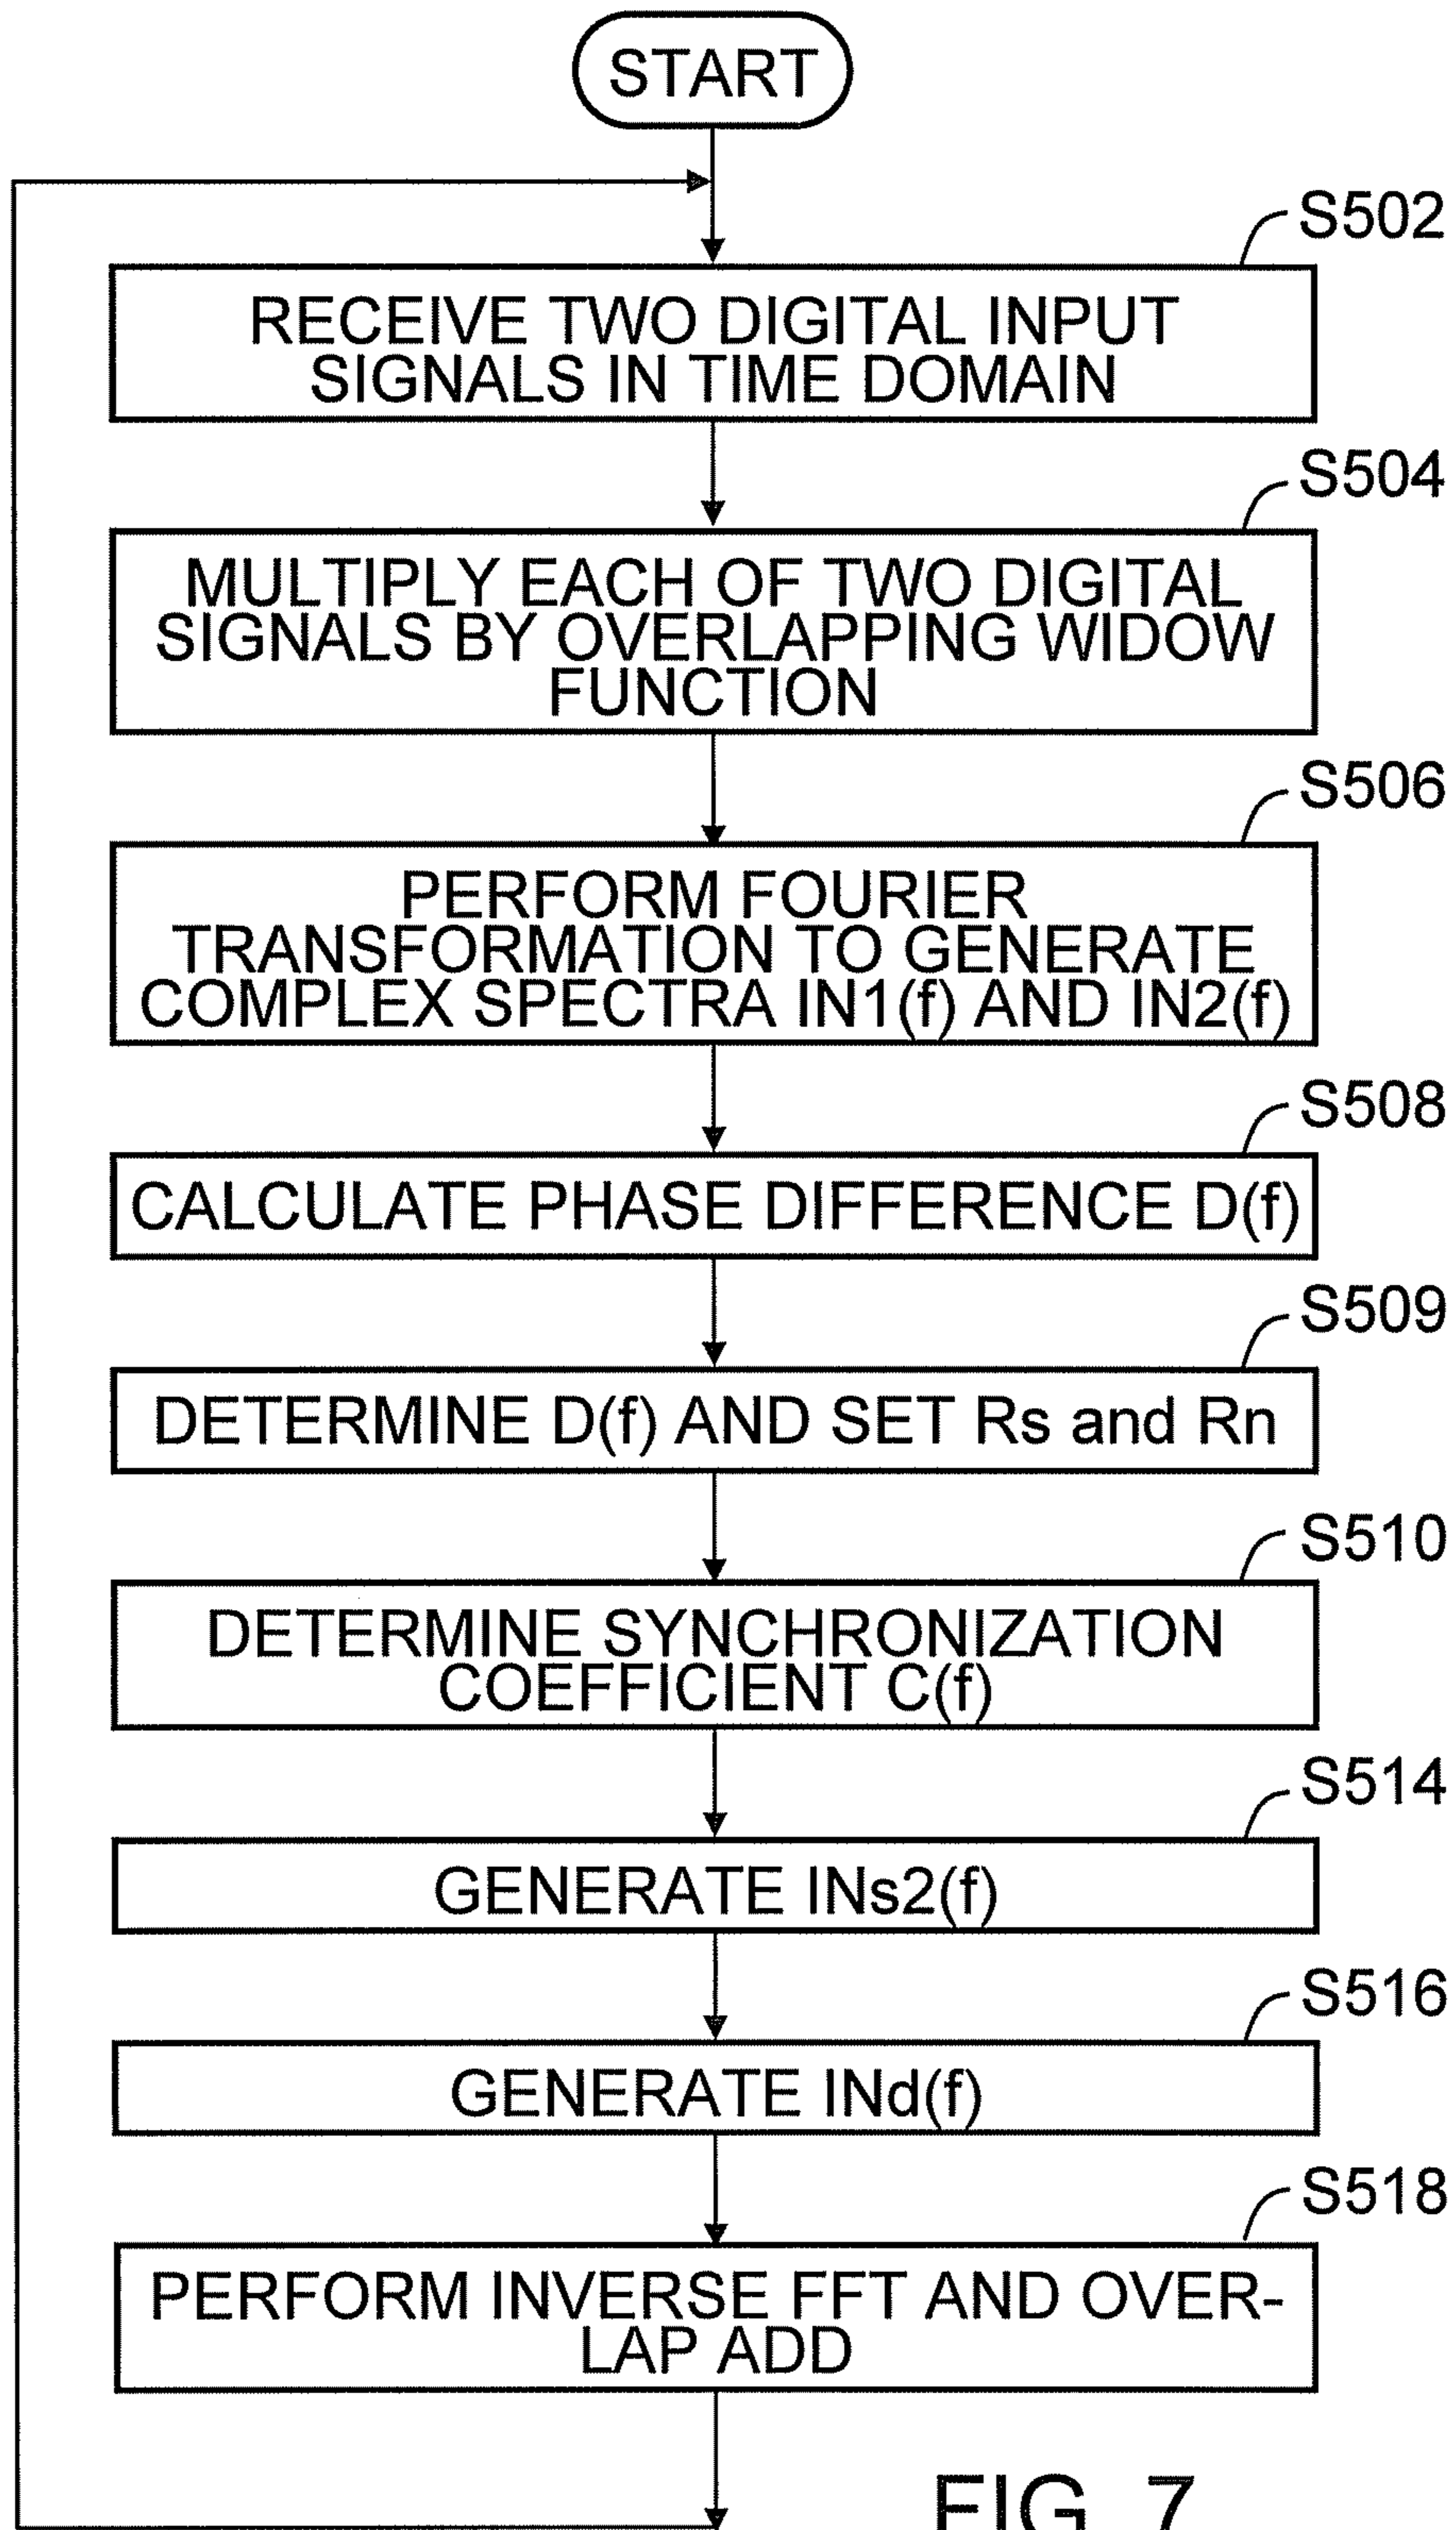 START
S502
RECEIVE TWO DIGITAL INPUT
SIGNALS IN TIME DOMAIN
S504
MULTIPLY EACH OF TWO DIGITAL
SIGNALS BY OVERLAPPING WIDOW
FUNCTION
S506
PERFORM FOURIER
TRANSFORMATION TO GENERATE
COMPLEX SPECTRA IN1(f) AND IN2(f)
S508
CALCULATE PHASE DIFFERENCE D(f)
S509
DETERMINE D(f) AND SET Rs and Rn
S510
DETERMINE SYNCHRONIZATION
COEFFICIENT C(f)
S514
GENERATE INs2(f)
S516
GENERATE INd(f)
S518
PERFORM INVERSE FFT AND OVER-
LAP ADD
FIG. 7